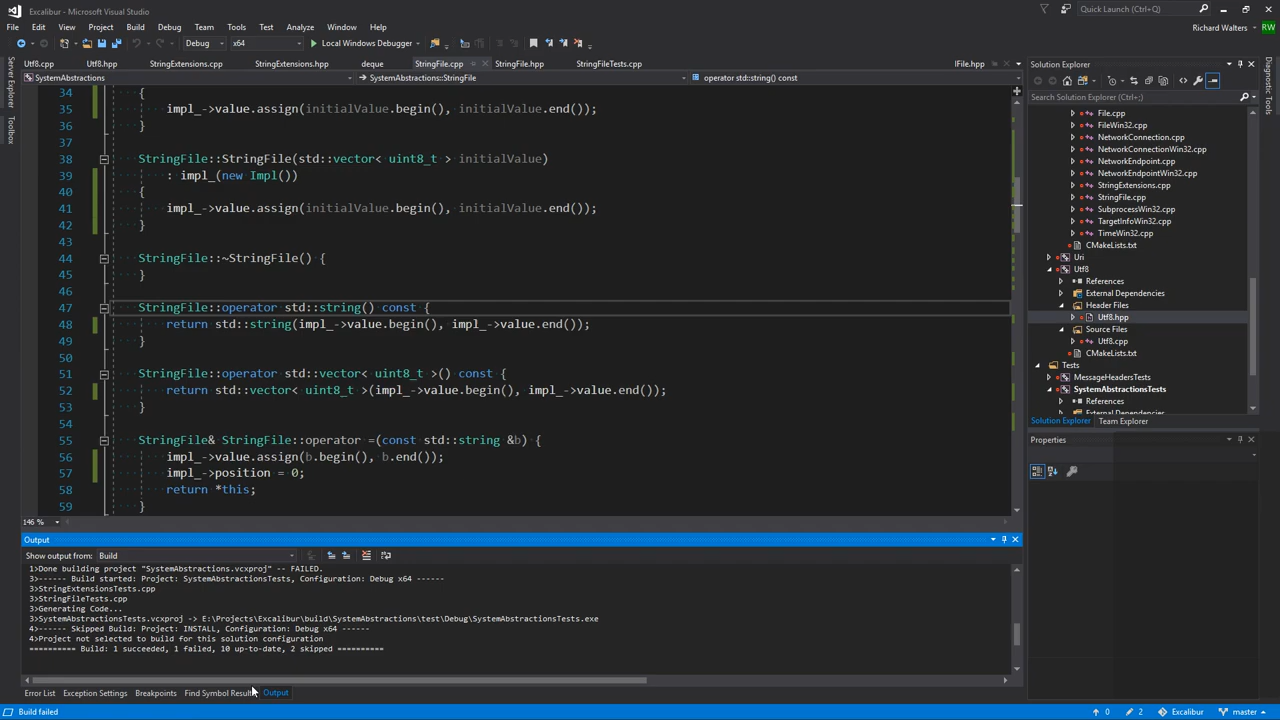 Excalibur - Microsoft Visual Studio
Quick Launch (Ctrl+Q)
File Edit View Project Build Debug Team Tools Test Analyze Window Help
Richard Walters RW
Debug x64 Local Windows Debugger
Utf8.cpp Utf8.hpp StringExtensions.cpp StringExtensions.hpp deque StringFile.cpp StringFile.hpp StringFileTests.cpp IFile.hpp
SystemAbstractions SystemAbstractions::StringFile operator std::string() const
Server Explorer
Toolbox
34 {
35 impl_->value.assign(initialValue.begin(), initialValue.end());
36 }
37
38 StringFile::StringFile(std::vector< uint8_t > initialValue)
39 : impl_(new Impl())
40 {
41 impl_->value.assign(initialValue.begin(), initialValue.end());
42 }
43
44 StringFile::~StringFile() {
45 }
46
47 StringFile::operator std::string() const {
48 return std::string(impl_->value.begin(), impl_->value.end());
49 }
50
51 StringFile::operator std::vector< uint8_t >() const {
52 return std::vector< uint8_t >(impl_->value.begin(), impl_->value.end());
53 }
54
55 StringFile& StringFile::operator =(const std::string &b) {
56 impl_->value.assign(b.begin(), b.end());
57 impl_->position = 0;
58 return *this;
59 }
146 %
Output
Show output from: Build
1>Done building project "SystemAbstractions.vcxproj" -- FAILED.
3>------ Build started: Project: SystemAbstractionsTests, Configuration: Debug x64 ------
3>StringExtensionsTests.cpp
3>StringFileTests.cpp
3>Generating Code...
3>SystemAbstractionsTests.vcxproj -> E:\Projects\Excalibur\build\SystemAbstractions\test\Debug\SystemAbstractionsTests.exe
4>------ Skipped Build: Project: INSTALL, Configuration: Debug x64 ------
4>Project not selected to build for this solution configuration
========== Build: 1 succeeded, 1 failed, 10 up-to-date, 2 skipped ==========
Error List Exception Settings Breakpoints Find Symbol Results Output
Solution Explorer
Search Solution Explorer (Ctrl+;)
File.cpp
FileWin32.cpp
NetworkConnection.cpp
NetworkConnectionWin32.cpp
NetworkEndpoint.cpp
NetworkEndpointWin32.cpp
StringExtensions.cpp
StringFile.cpp
SubprocessWin32.cpp
TargetInfoWin32.cpp
TimeWin32.cpp
CMakeLists.txt
Uri
Utf8
References
External Dependencies
Header Files
Utf8.hpp
Source Files
Utf8.cpp
CMakeLists.txt
Tests
MessageHeadersTests
SystemAbstractionsTests
References
External Dependencies
Solution Explorer Team Explorer
Properties
Diagnostic Tools
Build failed
0 2 Excalibur master